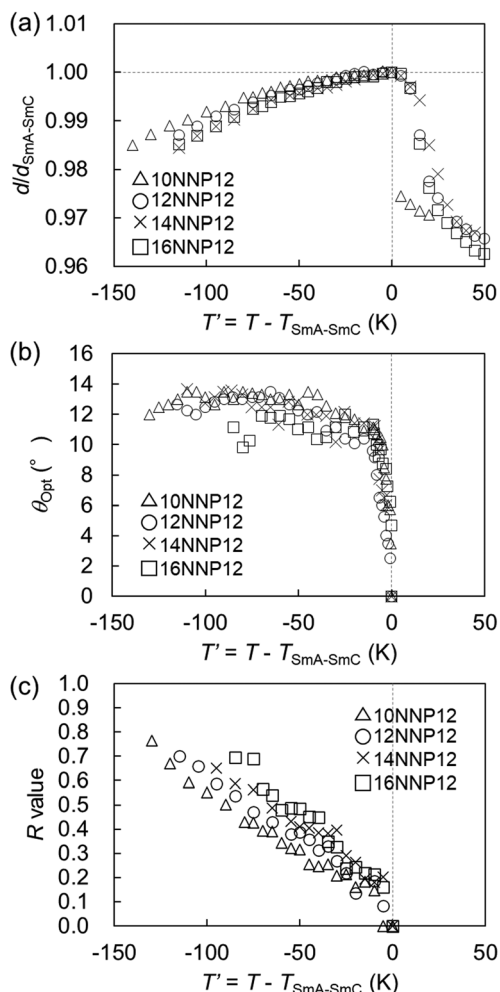 (a)
1.01
1.00
0.99
0.98
0.97
0.96
d/dSmA-SmC
△ 10NNP12
○ 12NNP12
× 14NNP12
□ 16NNP12
-150 -100 -50 0 50
T' = T - TSmA-SmC (K)
(b)
16
14
12
10
8
6
4
2
0
θOpt (°)
△ 10NNP12
○ 12NNP12
× 14NNP12
□ 16NNP12
-150 -100 -50 0 50
T' = T - TSmA-SmC (K)
(c)
1.0
0.9
0.8
0.7
0.6
0.5
0.4
0.3
0.2
0.1
0.0
R value
△ 10NNP12
○ 12NNP12
× 14NNP12
□ 16NNP12
-150 -100 -50 0 50
T' = T - TSmA-SmC (K)